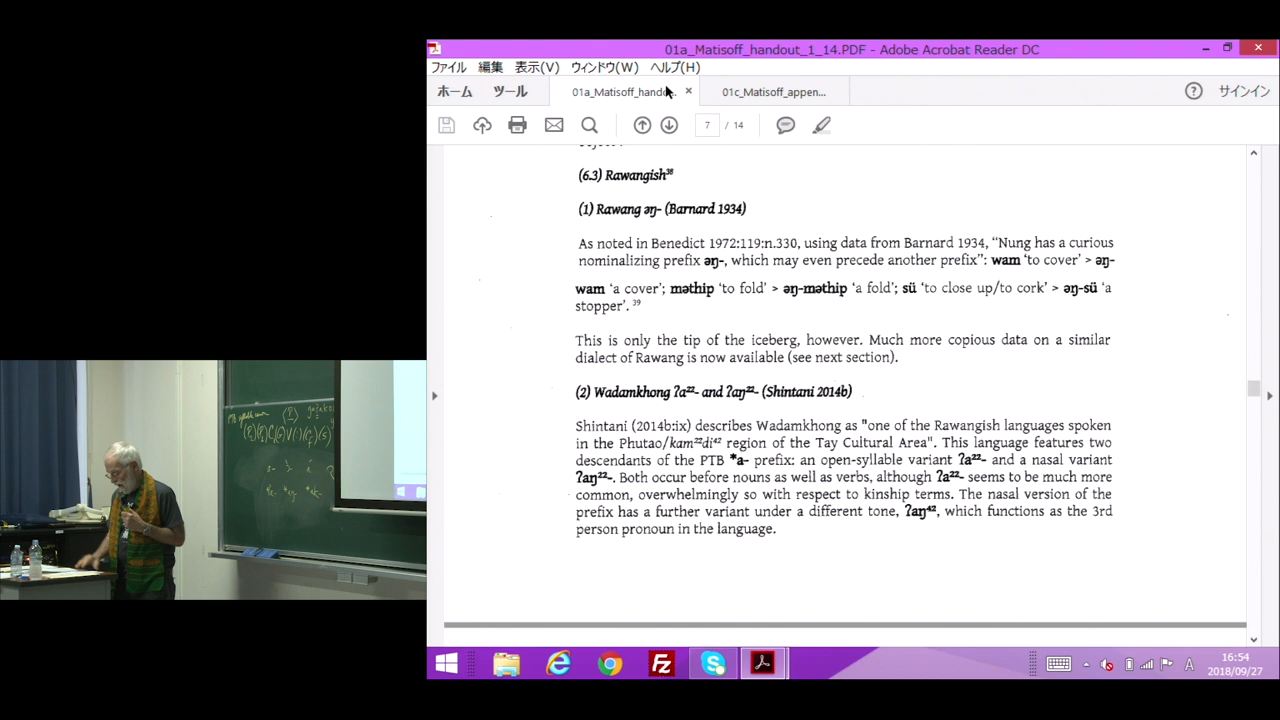 01a_Matisoff_handout_1_14.PDF - Adobe Acrobat Reader DC
ファイル 編集 表示(V) ウィンドウ(W) ヘルプ(H)
ホーム ツール 01a_Matisoff_hando... × 01c_Matisoff_appen... サインイン
7 / 14
(6.3) Rawangish³⁸
(1) Rawang əŋ- (Barnard 1934)
As noted in Benedict 1972:119:n.330, using data from Barnard 1934, “Nung has a curious
nominalizing prefix əŋ-, which may even precede another prefix”: wam ‘to cover’ > əŋ-
wam ‘a cover’; məthip ‘to fold’ > əŋ-məthip ‘a fold’; sü ‘to close up/to cork’ > əŋ-sü ‘a
stopper’. ³⁹
This is only the tip of the iceberg, however. Much more copious data on a similar
dialect of Rawang is now available (see next section).
(2) Wadamkhong ʔa²²- and ʔaŋ²²- (Shintani 2014b)
Shintani (2014b:ix) describes Wadamkhong as "one of the Rawangish languages spoken
in the Phutao/kam²²di⁴² region of the Tay Cultural Area". This language features two
descendants of the PTB *a- prefix: an open-syllable variant ʔa²²- and a nasal variant
ʔaŋ²²-. Both occur before nouns as well as verbs, although ʔa²²- seems to be much more
common, overwhelmingly so with respect to kinship terms. The nasal version of the
prefix has a further variant under a different tone, ʔaŋ⁴², which functions as the 3rd
person pronoun in the language.
A 16:54
2018/09/27